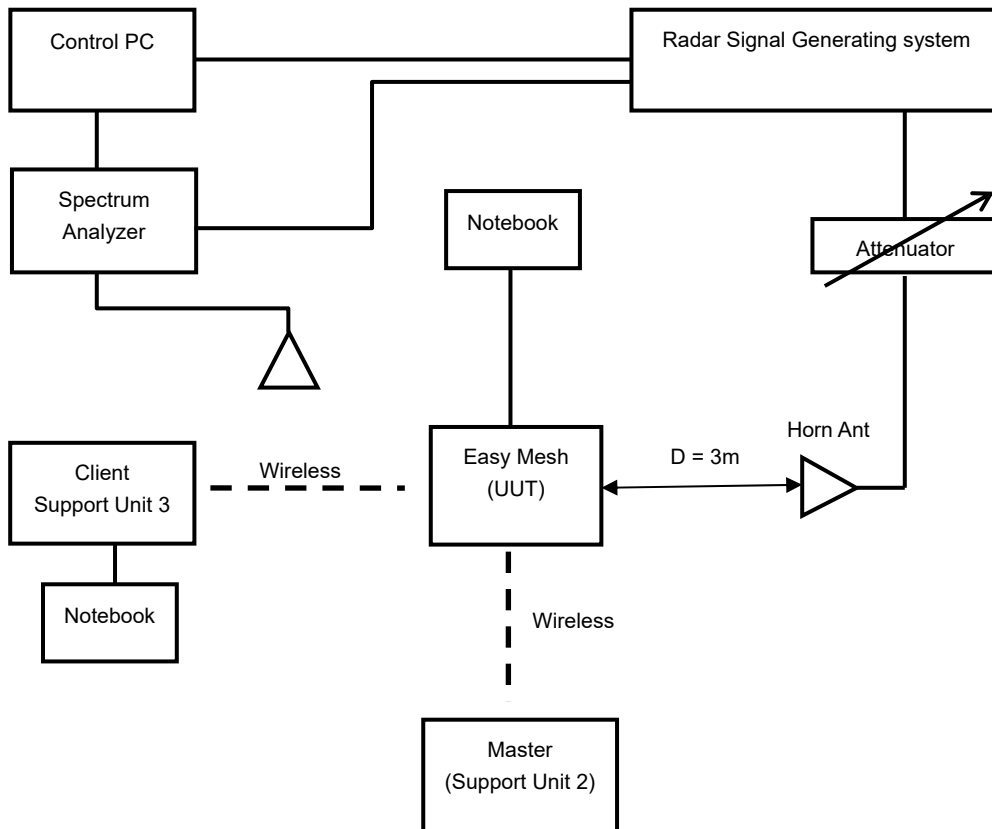 Control PC
Radar Signal Generating system
Spectrum
Analyzer
Notebook
Attenuator
Horn Ant
Client
Support Unit 3
Wireless
Easy Mesh
(UUT)
D = 3m
Notebook
Wireless
Master
(Support Unit 2)